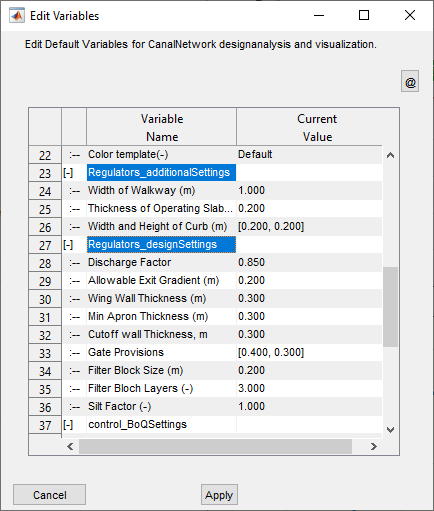 Edit Variables
Edit Default Variables for CanalNetwork designanalysis and visualization.
@
Variable Name Current Value
22 :-- Color template(-) Default
23 [-] Regulators_additionalSettings
24 :-- Width of Walkway (m) 1.000
25 :-- Thickness of Operating Slab... 0.200
26 :-- Width and Height of Curb (m) [0.200, 0.200]
27 [-] Regulators_designSettings
28 :-- Discharge Factor 0.850
29 :-- Allowable Exit Gradient (m) 0.200
30 :-- Wing Wall Thickness (m) 0.300
31 :-- Min Apron Thickness (m) 0.300
32 :-- Cutoff wall Thickness, m 0.300
33 :-- Gate Provisions [0.400, 0.300]
34 :-- Filter Block Size (m) 0.200
35 :-- Filter Bloch Layers (-) 3.000
36 :-- Silt Factor (-) 1.000
37 [-] control_BoQSettings
Cancel Apply